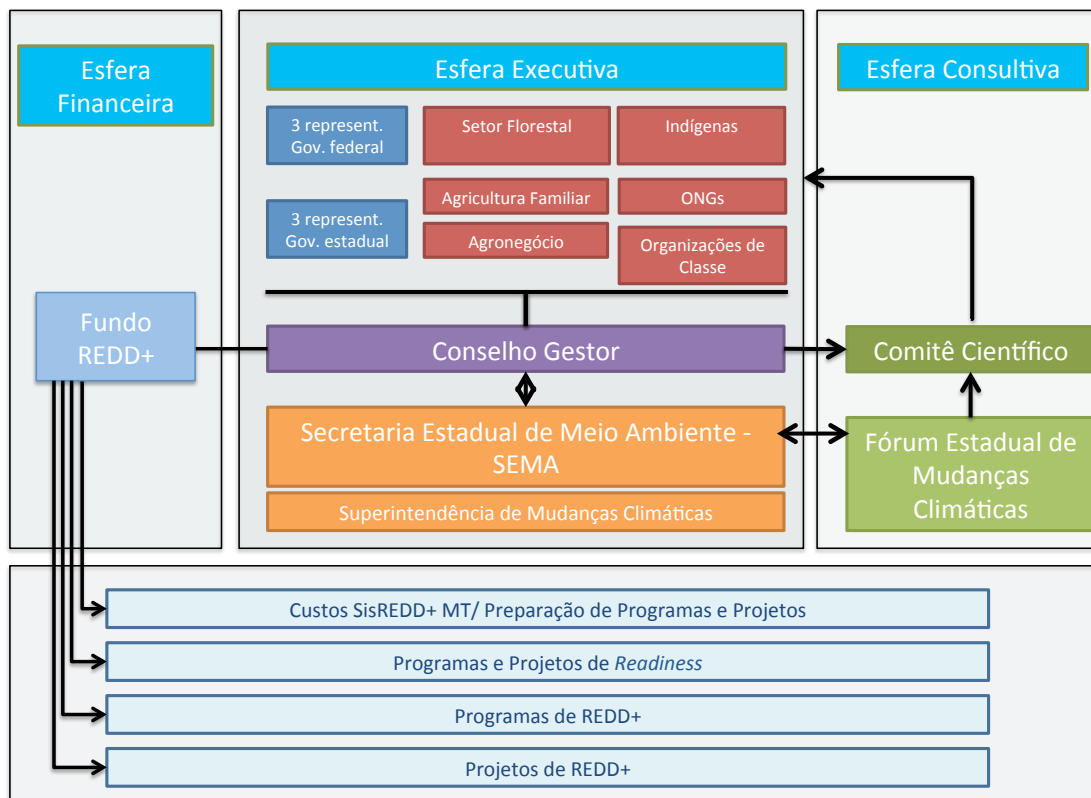 Esfera
Financeira
Esfera Executiva
Esfera Consultiva
3 represent.
Gov. federal
Setor Florestal
Indígenas
Agricultura Familiar
ONGs
3 represent.
Gov. estadual
Agronegócio
Organizações de
Classe
Fundo
REDD+
Conselho Gestor
Comitê Científico
Secretaria Estadual de Meio Ambiente -
SEMA
Fórum Estadual de
Mudanças
Climáticas
Superintendência de Mudanças Climáticas
Custos SisREDD+ MT/ Preparação de Programas e Projetos
Programas e Projetos de Readiness
Programas de REDD+
Projetos de REDD+